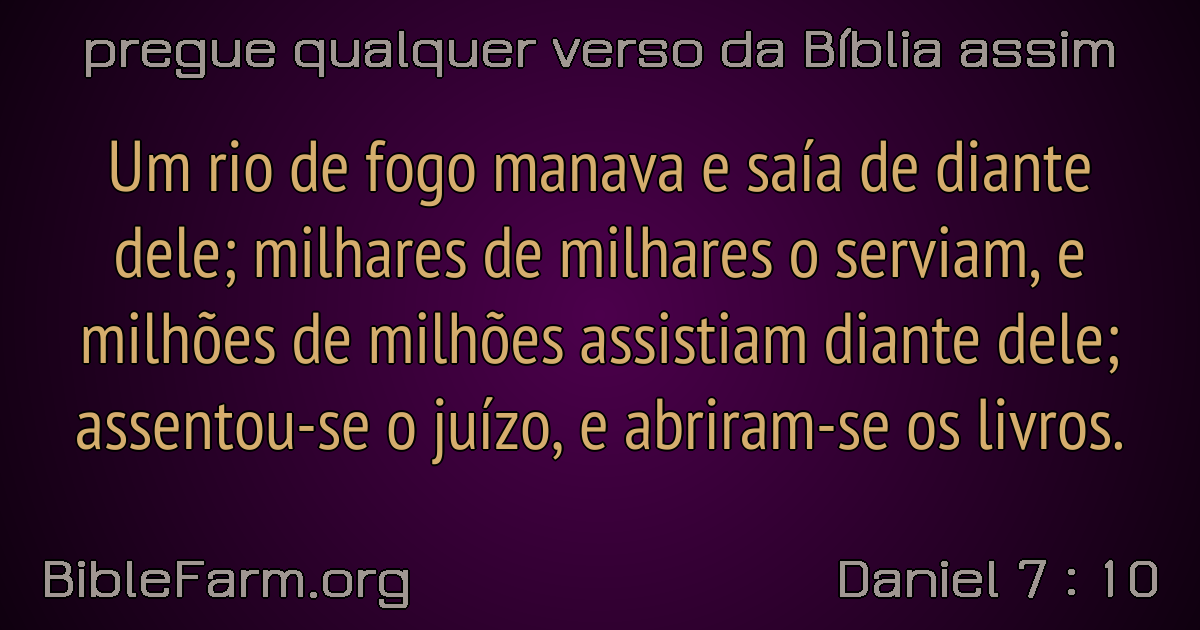 pregue qualquer verso da Bíblia assim
Um rio de fogo manava e saía de diante
dele; milhares de milhares o serviam, e
milhões de milhões assistiam diante dele;
assentou-se o juízo, e abriram-se os livros.
BibleFarm.org
Daniel 7 : 10